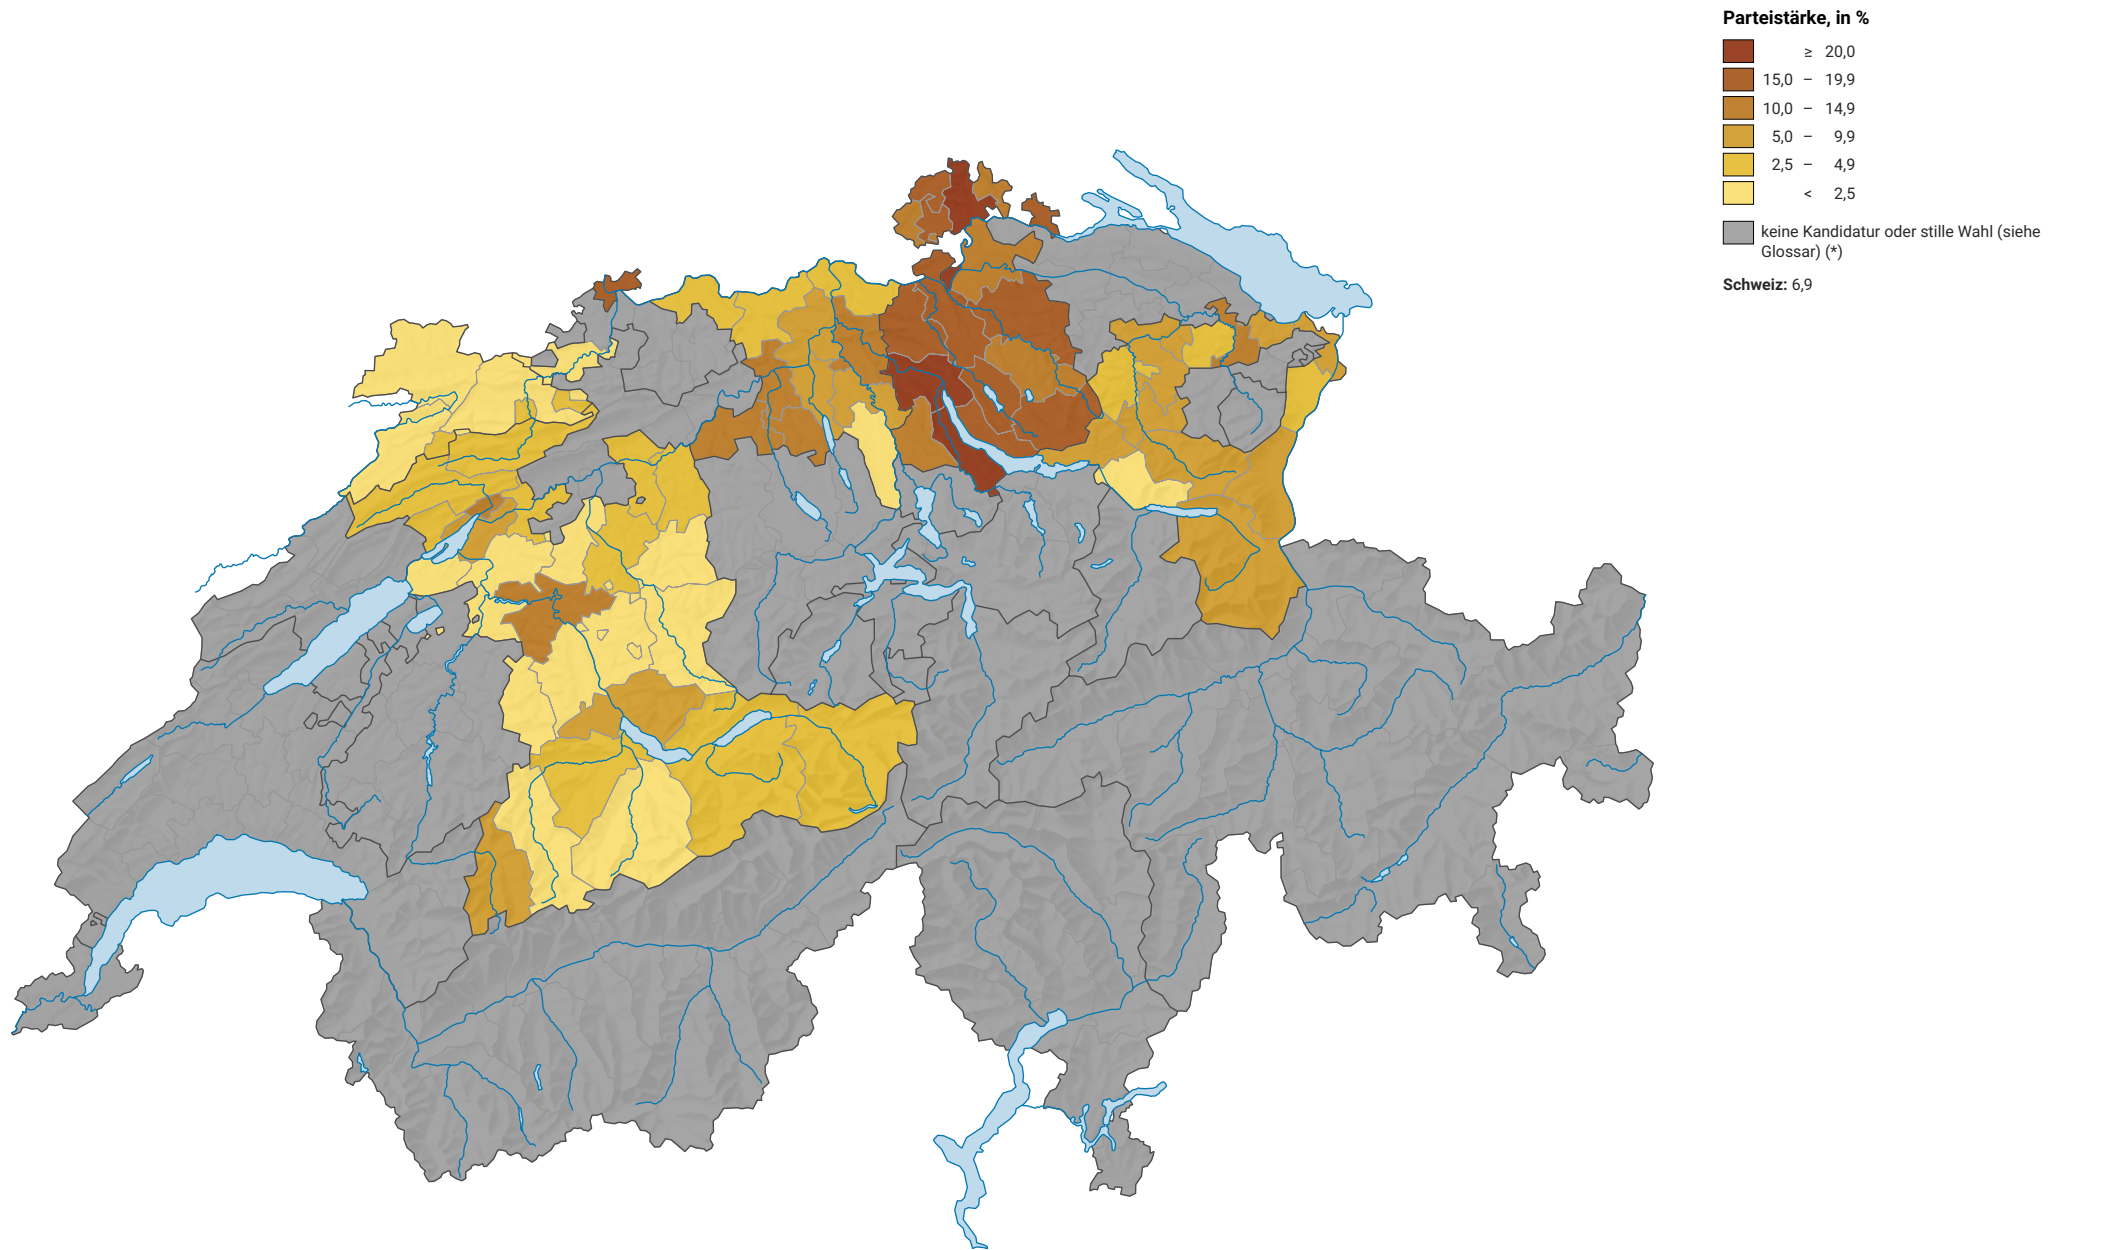 Parteistärke, in %
≥ 20,0
15,0 – 19,9
10,0 – 14,9
5,0 – 9,9
2,5 – 4,9
< 2,5
keine Kandidatur oder stille Wahl (siehe
Glossar) (*)
Schweiz: 6,9